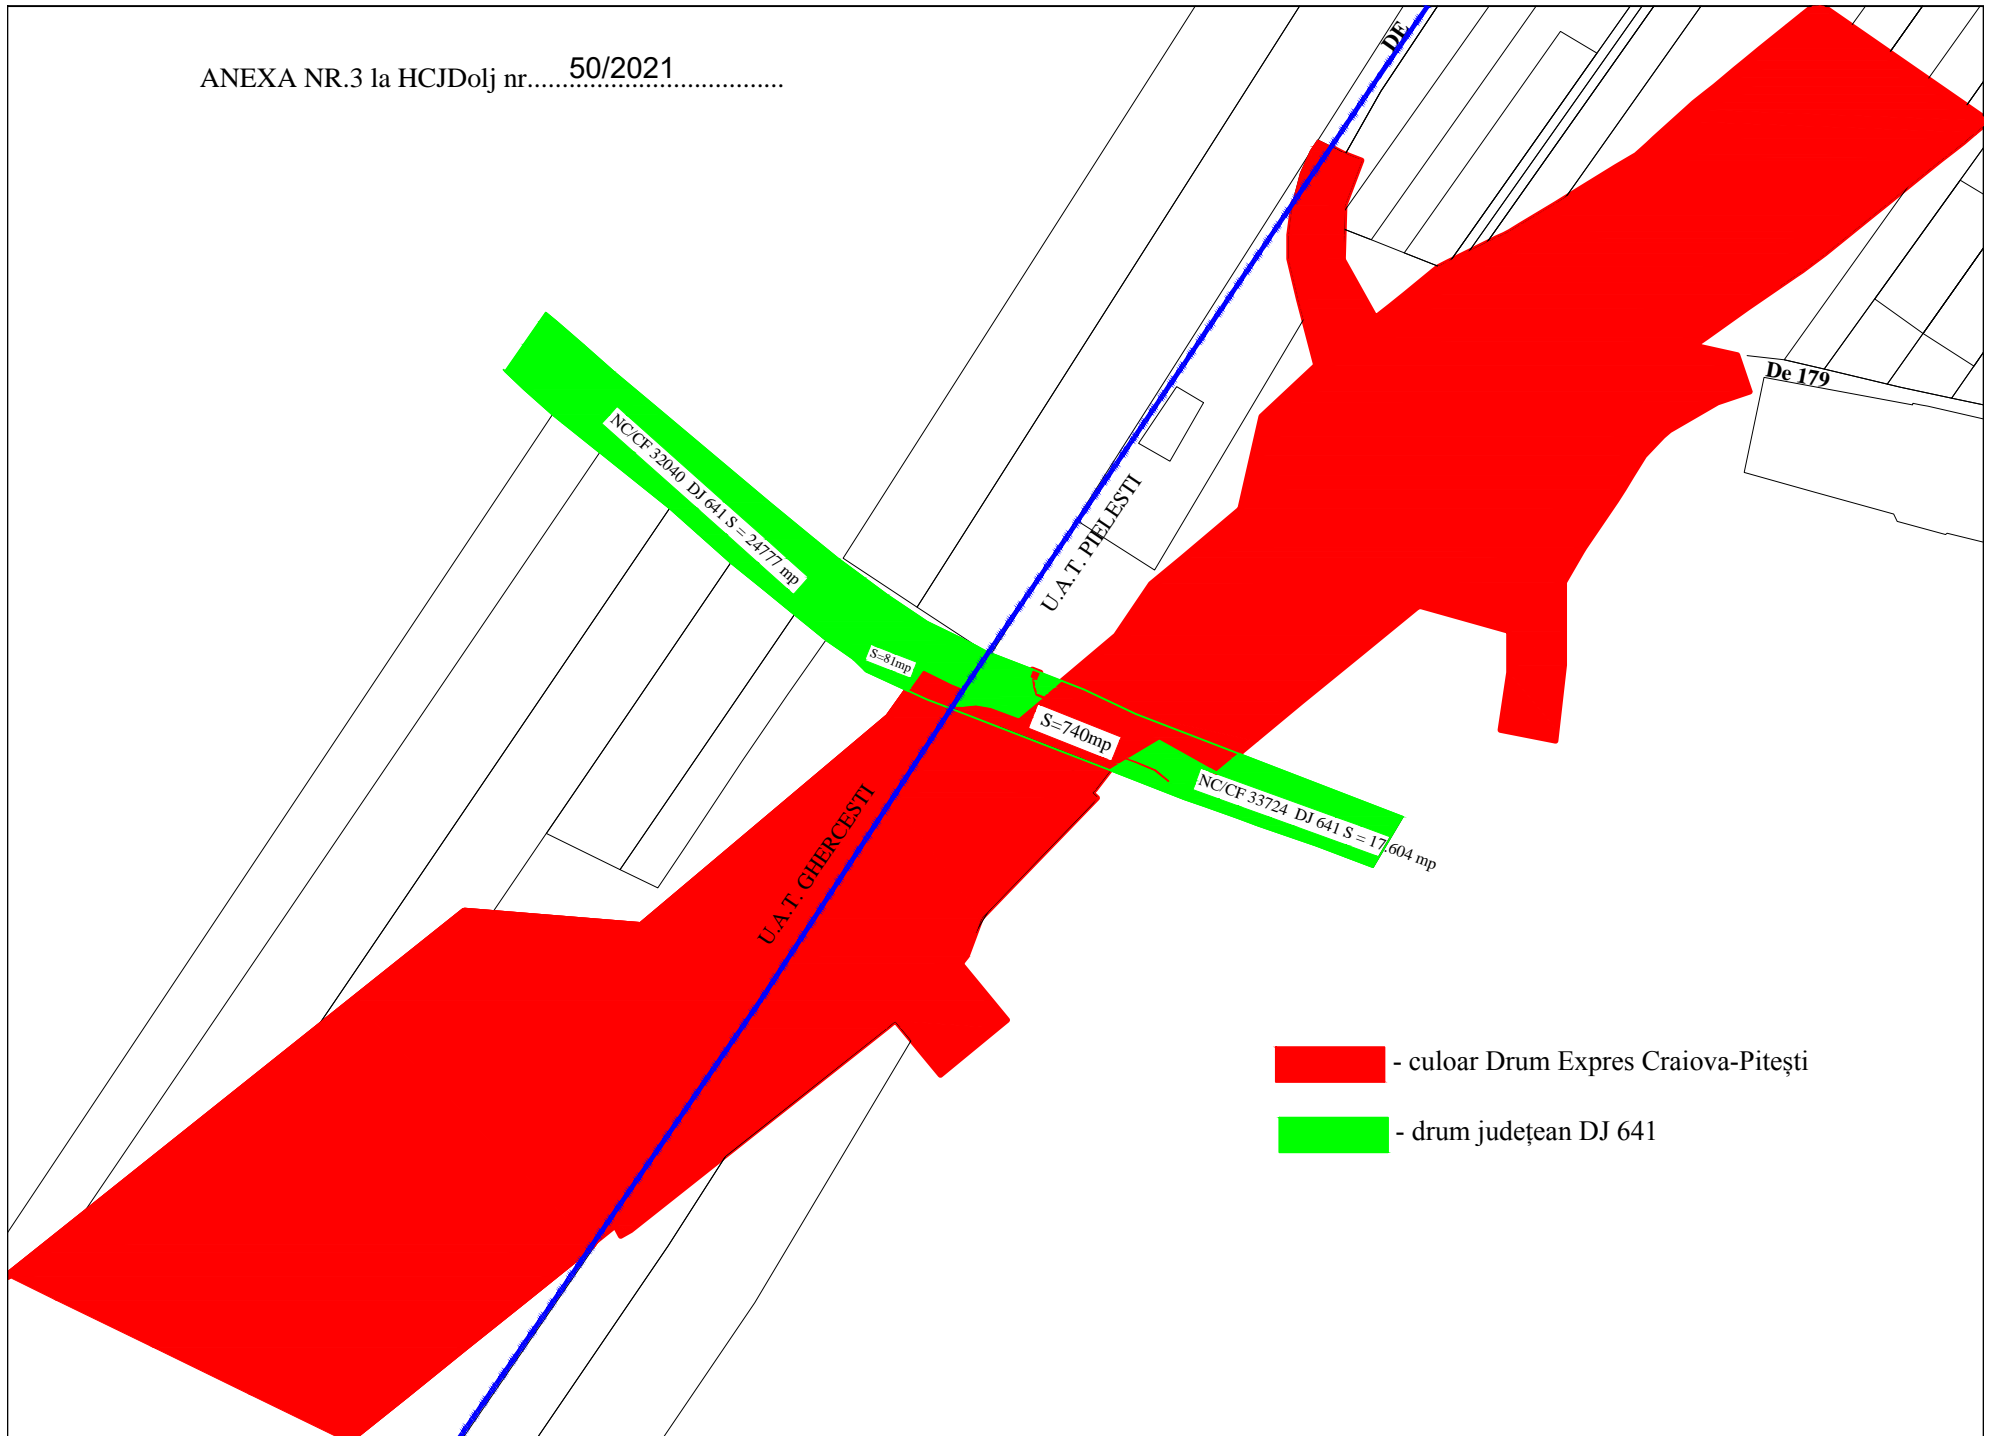 ANEXA NR.3 la HCJDolj nr.....................................
50/2021
DE
De 179
NC/CF 32040 DJ 641 S = 24777 mp
U.A.T. PIELESTI
S=81mp
S=740mp
NC/CF 33724 DJ 641 S = 17.604 mp
U.A.T. GHERCESTI
- culoar Drum Expres Craiova-Pitești
- drum județean DJ 641